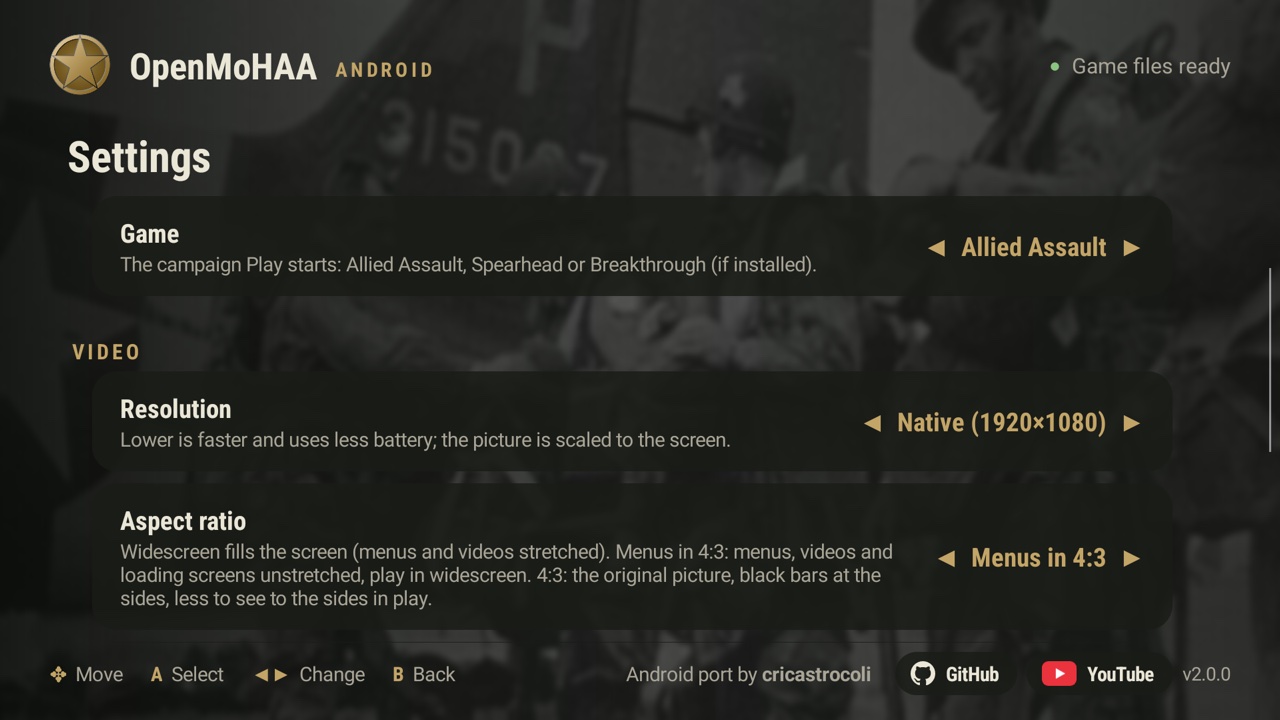 OpenMoHAA ANDROID
Game files ready
Settings
Game
The campaign Play starts: Allied Assault, Spearhead or Breakthrough (if installed).
◀ Allied Assault ▶
VIDEO
Resolution
Lower is faster and uses less battery; the picture is scaled to the screen.
◀ Native (1920×1080) ▶
Aspect ratio
Widescreen fills the screen (menus and videos stretched). Menus in 4:3: menus, videos and
loading screens unstretched, play in widescreen. 4:3: the original picture, black bars at the
sides, less to see to the sides in play.
◀ Menus in 4:3 ▶
Move A Select ◀ ▶ Change B Back
Android port by cricastrocoli GitHub YouTube v2.0.0